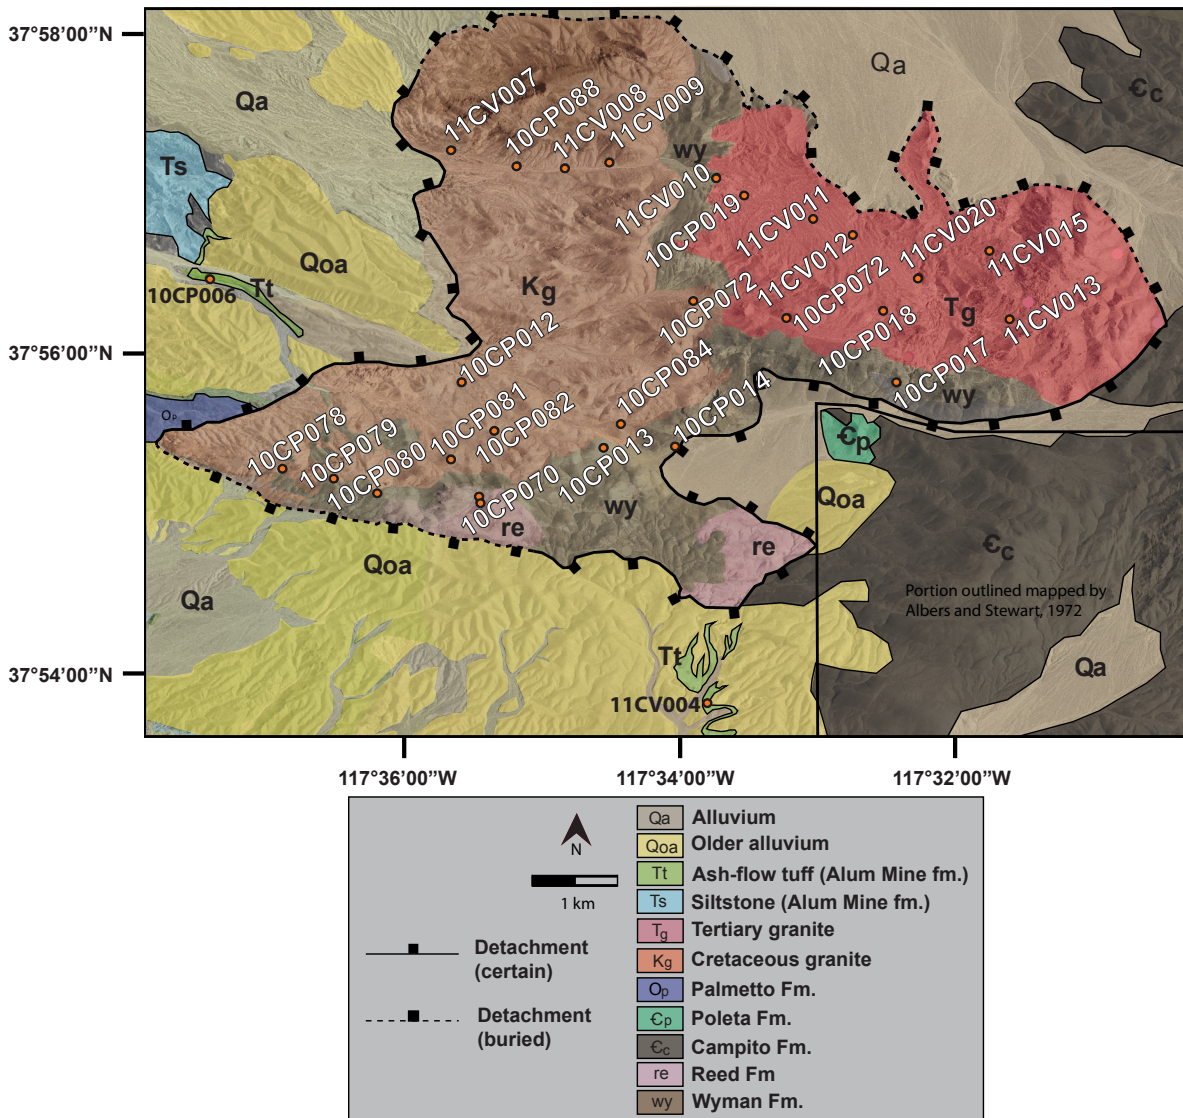 37°58'00”N
37°56'00”N
37°54'00”N
Qa
Qa
Є c
Ts
wy
wy
Qoa
Tt
10CP006
Kg
Tg
11CV007
10CP088
11CV008
11CV009
11CV010
10CP019
11CV011
11CV012
10CP072
10CP072
11CV020
11CV015
10CP018
10CP017
11CV013
wy
10CP012
10CP084
10CP014
10CP081
10CP082
10CP078
10CP079
10CP080
10CP070
10CP013
Op
Єp
Qoa
wy
re
re
Єc
Qoa
Qa
Portion outlined mapped by
Albers and Stewart, 1972
Tt
Qa
11CV004
117°36'00”W
117°34'00”W
117°32'00”W
N
1 km
Detachment
(certain)
Detachment
(buried)
Qa Alluvium
Qoa Older alluvium
Tt Ash-flow tuff (Alum Mine fm.)
Ts Siltstone (Alum Mine fm.)
Tg Tertiary granite
Kg Cretaceous granite
Op Palmetto Fm.
Єp Poleta Fm.
Єc Campito Fm.
re Reed Fm
wy Wyman Fm.